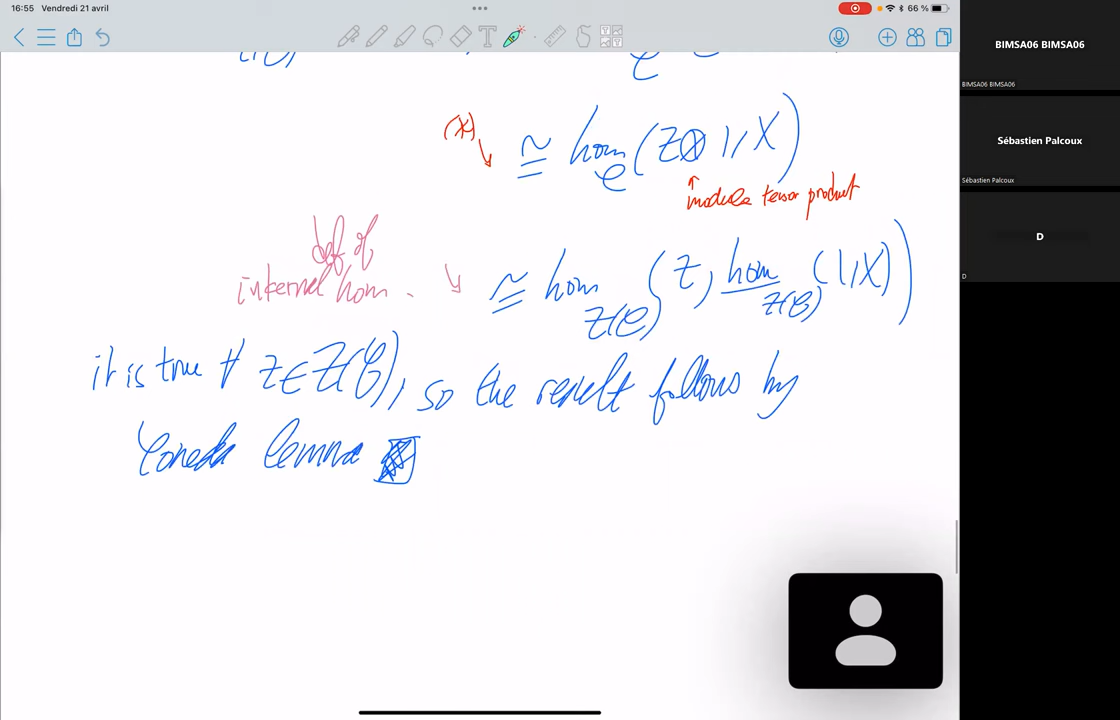 16:55 Vendredi 21 avril
66 %
(*)
≅ hom_C (Z ⊗ 1, X)
module tensor product
def of
internal hom.
≅ hom_Z(C) (Z, hom_Z(C) (1, X))
it is true ∀ Z ∈ Z(C), so the result follows by
Yoneda lemma
BIMSA06 BIMSA06
BIMSA06 BIMSA06
Sébastien Palcoux
Sébastien Palcoux
D
D